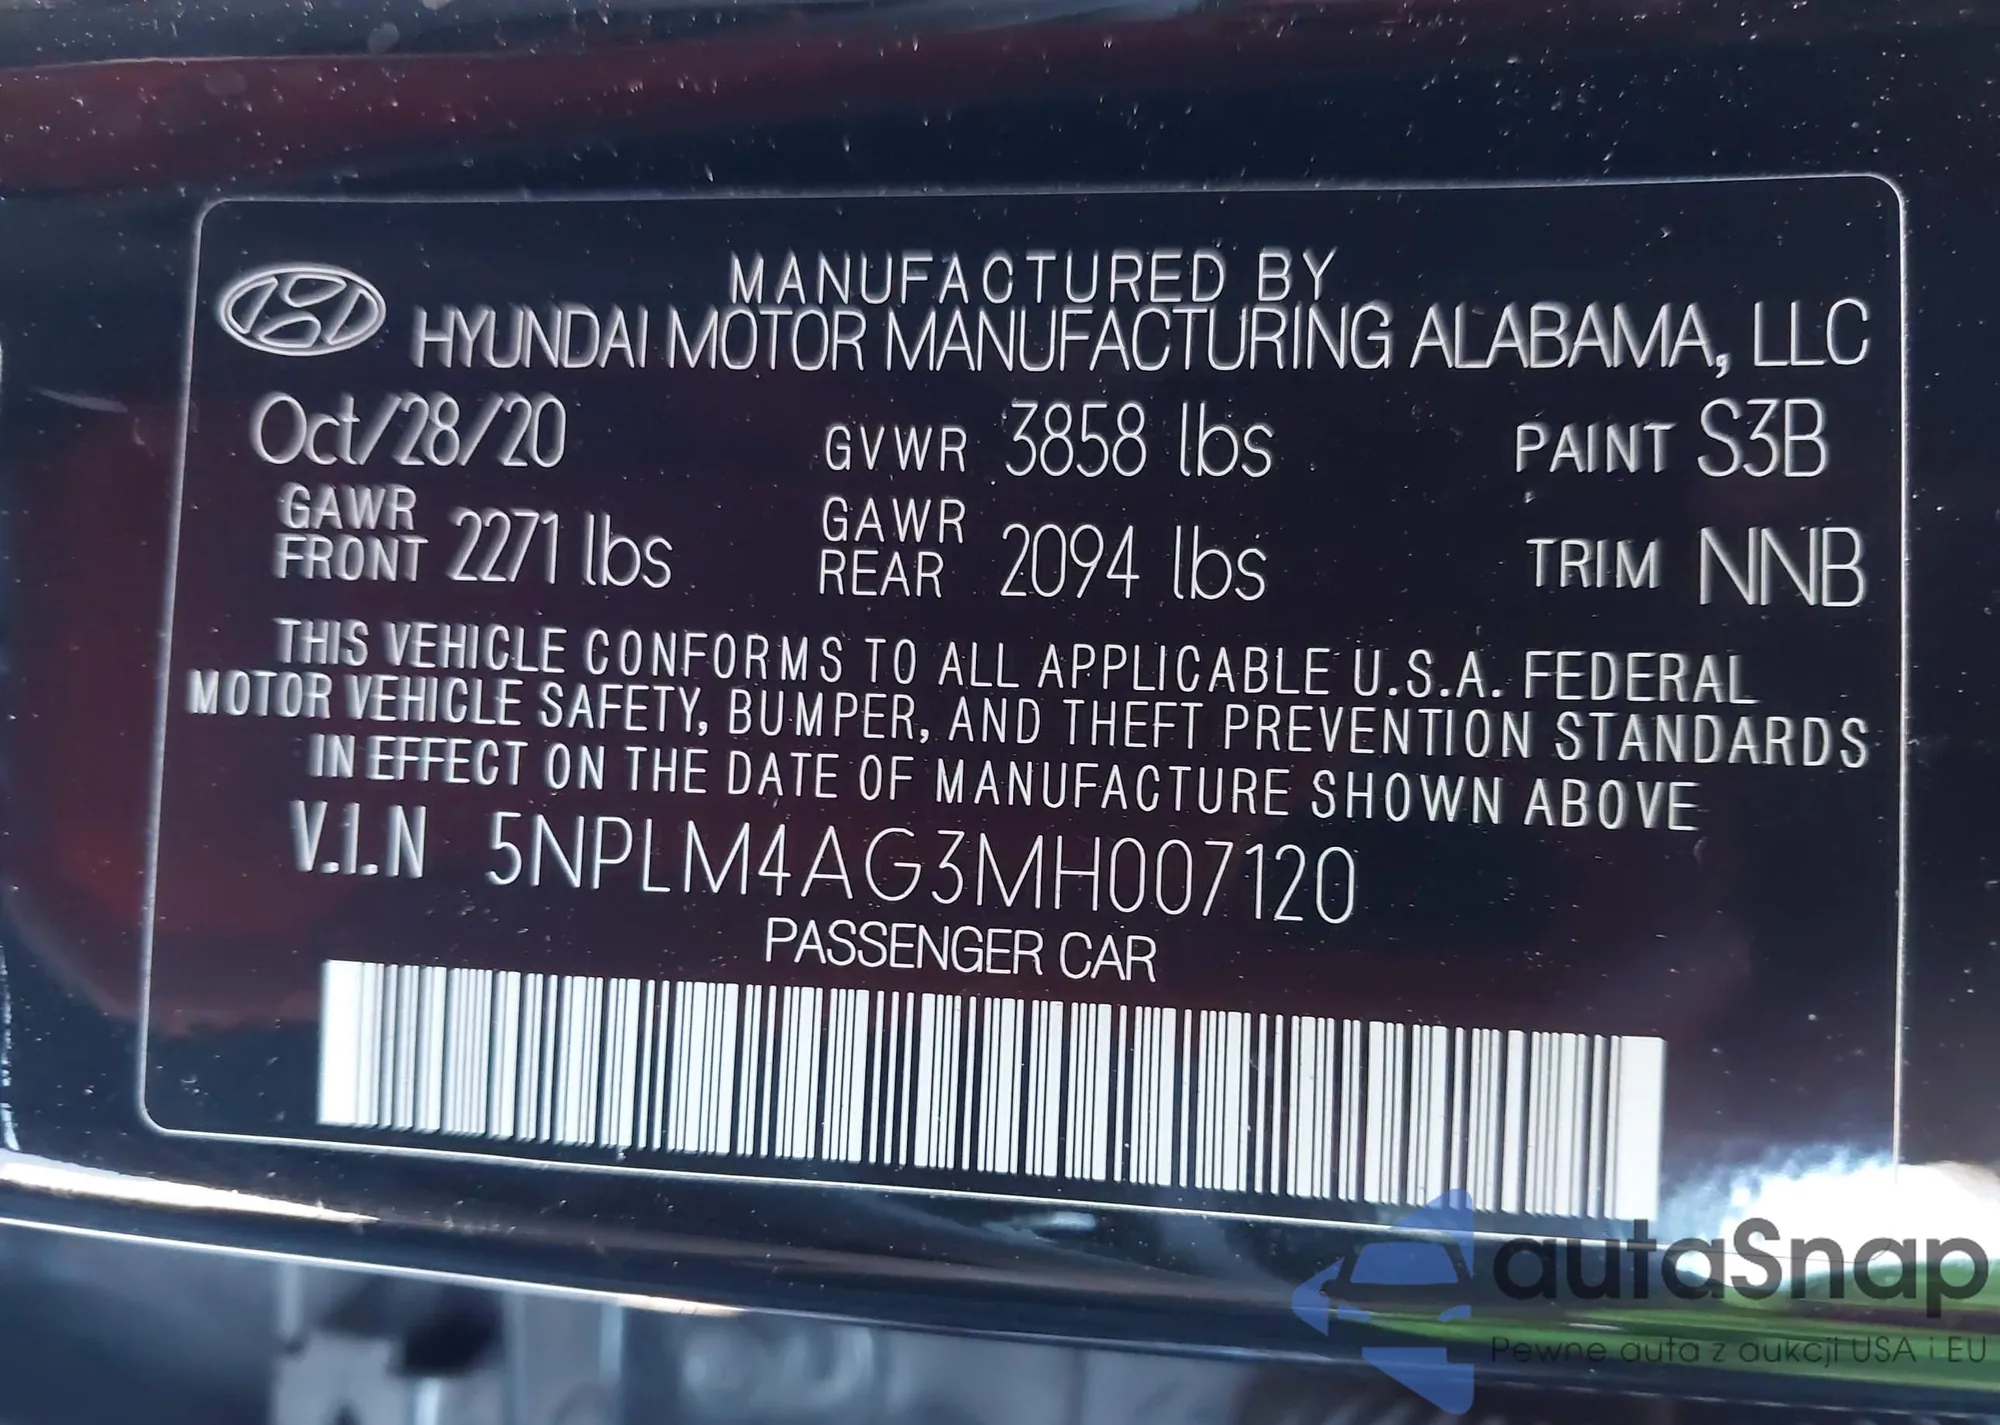 MANUFACTURED BY
HYUNDAI MOTOR MANUFACTURING ALABAMA, LLC
Oct/28/20 GVWR 3858 lbs PAINT S3B
GAWR FRONT 2271 lbs GAWR REAR 2094 lbs TRIM NNB
THIS VEHICLE CONFORMS TO ALL APPLICABLE U.S.A. FEDERAL
MOTOR VEHICLE SAFETY, BUMPER, AND THEFT PREVENTION STANDARDS
IN EFFECT ON THE DATE OF MANUFACTURE SHOWN ABOVE
V.I.N 5NPLM4AG3MH007120
PASSENGER CAR
autaSnap
Pewne auta z aukcji USA i EU